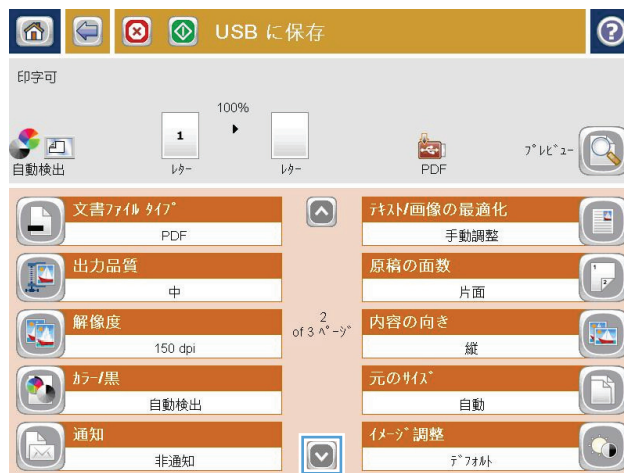 USB に保存
印字可
100%
1
自動検出
ﾚﾀｰ
ﾚﾀｰ
PDF
ﾌﾟﾚﾋﾞｭｰ
文書ﾌｧｲﾙ ﾀｲﾌﾟ
PDF
出力品質
中
解像度
150 dpi
ｶﾗｰ/黒
自動検出
通知
非通知
2
of 3 ﾍﾟｰｼﾞ
ﾃｷｽﾄ/画像の最適化
手動調整
原稿の面数
片面
内容の向き
縦
元のｻｲｽﾞ
自動
ｲﾒｰｼﾞ調整
ﾃﾞﾌｫﾙﾄ